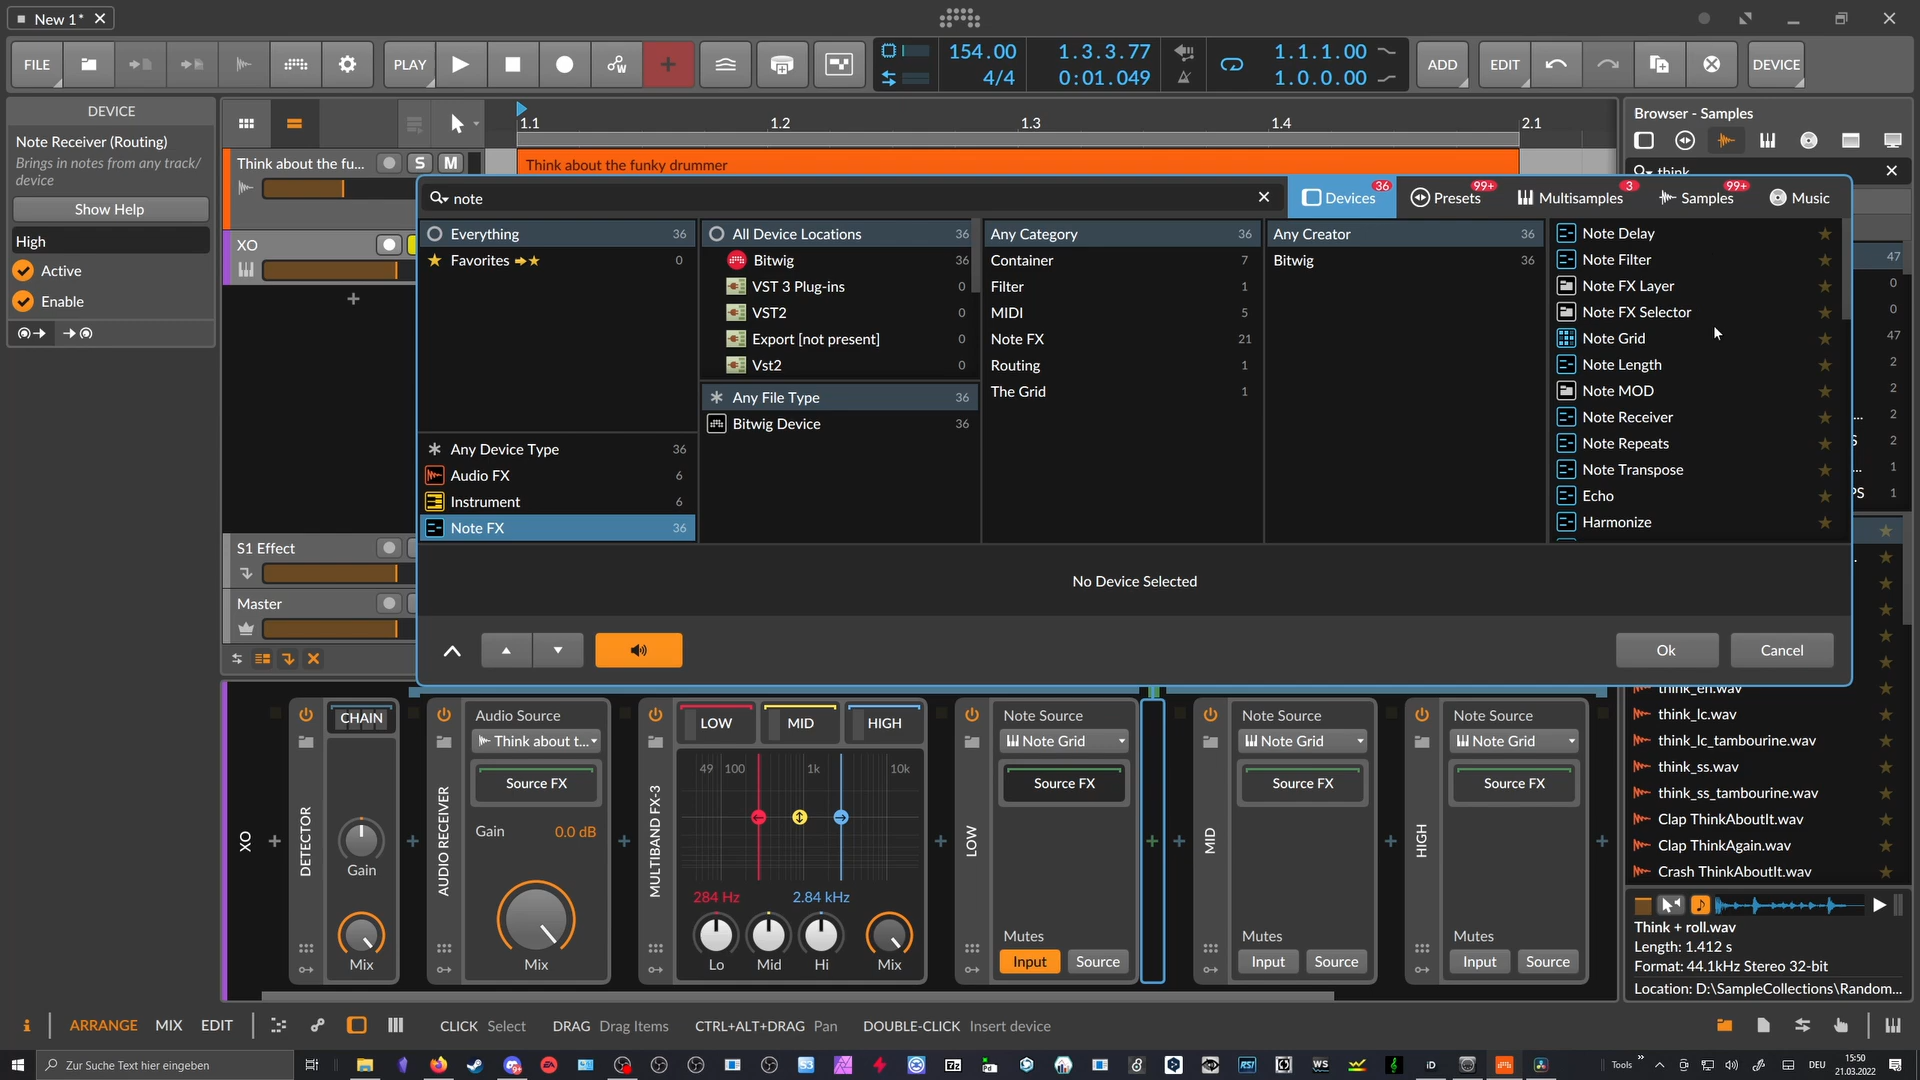 New 1*
FILE
PLAY
154.00
4/4
1.3.3.77
0:01.049
1.1.1.00
1.0.0.00
ADD
EDIT
DEVICE
DEVICE
Note Receiver (Routing)
Brings in notes from any track/
device
Show Help
High
Active
Enable
Think about the fu...
S
M
XO
S1 Effect
Master
1.1
1.2
1.3
1.4
2.1
Think about the funky drummer
Browser - Samples
think
note
Devices
36
Presets
99+
Multisamples
3
Samples
99+
Music
Everything 36
Favorites 0
Any Device Type 36
Audio FX 6
Instrument 6
Note FX 36
All Device Locations 36
Bitwig 36
VST 3 Plug-ins 0
VST2 0
Export [not present] 0
Vst2 0
Any File Type 36
Bitwig Device 36
Any Category 36
Container 7
Filter 1
MIDI 5
Note FX 21
Routing 1
The Grid 1
Any Creator 36
Bitwig 36
Note Delay
Note Filter
Note FX Layer
Note FX Selector
Note Grid
Note Length
Note MOD
Note Receiver
Note Repeats
Note Transpose
Echo
Harmonize
47
0
0
47
2
2
2
2
1
1
No Device Selected
Ok
Cancel
XO
DETECTOR
CHAIN
Gain
Mix
AUDIO RECEIVER
Audio Source
Think about t...
Source FX
Gain 0.0 dB
Mix
MULTIBAND FX-3
LOW
MID
HIGH
49 100 1k 10k
284 Hz
2.84 kHz
Lo
Mid
Hi
Mix
LOW
Note Source
Note Grid
Source FX
Mutes
Input
Source
MID
Note Source
Note Grid
Source FX
Mutes
Input
Source
HIGH
Note Source
Note Grid
Source FX
Mutes
Input
Source
think_lc.wav
think_lc_tambourine.wav
think_ss.wav
think_ss_tambourine.wav
Clap ThinkAboutIt.wav
Clap ThinkAgain.wav
Crash ThinkAboutIt.wav
Think + roll.wav
Length: 1.412 s
Format: 44.1kHz Stereo 32-bit
Location: D:\SampleCollections\Random...
i
ARRANGE
MIX
EDIT
CLICK Select
DRAG Drag Items
CTRL+ALT+DRAG Pan
DOUBLE-CLICK Insert device
Zur Suche Text hier eingeben
Tools
DEU
15:50
21.03.2022